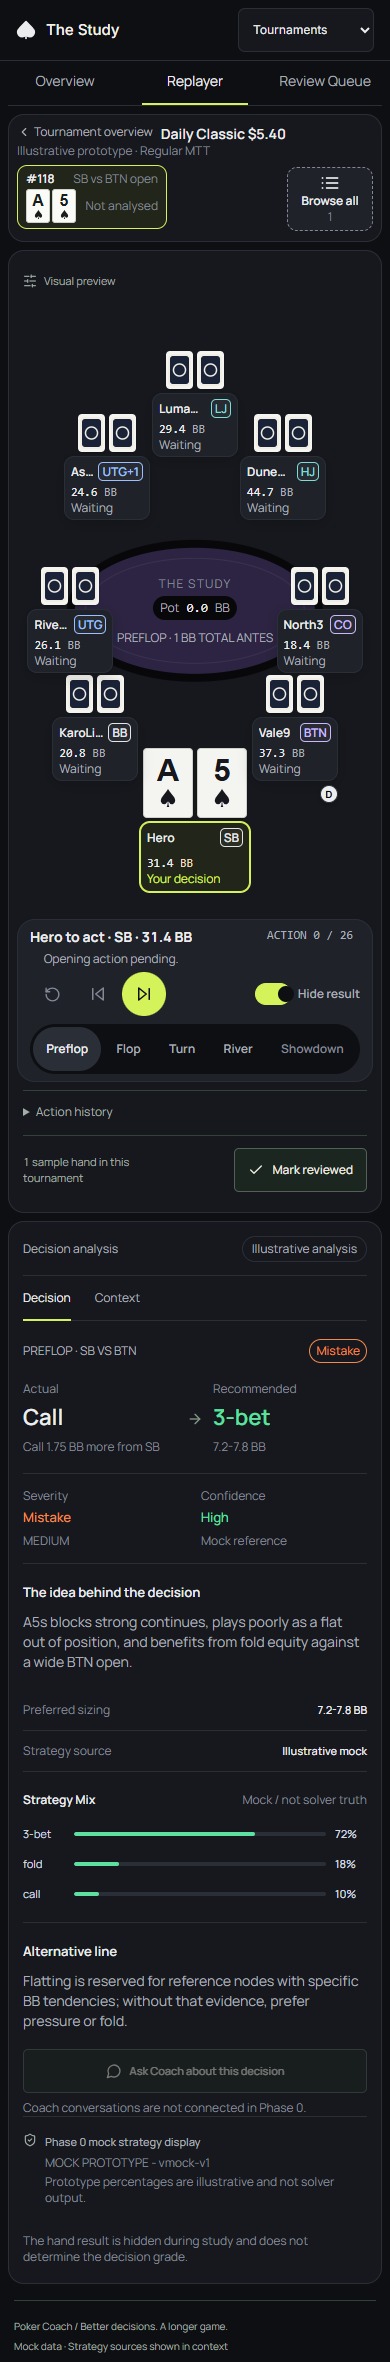 The Study
Tournaments
Overview
Replayer
Review Queue
Tournament overview
Daily Classic $5.40
Illustrative prototype · Regular MTT
#118
SB vs BTN open
A
5
Not analysed
Browse all
1
Visual preview
Luma... LJ
29.4 BB
Waiting
As... UTG+1
24.6 BB
Waiting
Dune... HJ
44.7 BB
Waiting
THE STUDY
Pot 0.0 BB
PREFLOP · 1 BB TOTAL ANTES
Rive... UTG
26.1 BB
Waiting
North3 CO
18.4 BB
Waiting
KaroLi... BB
20.8 BB
Waiting
Vale9 BTN
37.3 BB
Waiting
D
A
5
Hero SB
31.4 BB
Your decision
Hero to act · SB · 31.4 BB
ACTION 0 / 26
Opening action pending.
Hide result
Preflop
Flop
Turn
River
Showdown
Action history
1 sample hand in this
tournament
Mark reviewed
Decision analysis
Illustrative analysis
Decision
Context
PREFLOP · SB VS BTN
Mistake
Actual
Recommended
Call
3-bet
Call 1.75 BB more from SB
7.2-7.8 BB
Severity
Confidence
Mistake
High
MEDIUM
Mock reference
The idea behind the decision
A5s blocks strong continues, plays poorly as a flat
out of position, and benefits from fold equity against
a wide BTN open.
Preferred sizing
7.2-7.8 BB
Strategy source
Illustrative mock
Strategy Mix
Mock / not solver truth
3-bet
72%
fold
18%
call
10%
Alternative line
Flatting is reserved for reference nodes with specific
BB tendencies; without that evidence, prefer
pressure or fold.
Ask Coach about this decision
Coach conversations are not connected in Phase 0.
Phase 0 mock strategy display
MOCK PROTOTYPE - vmock-v1
Prototype percentages are illustrative and not solver
output.
The hand result is hidden during study and does not
determine the decision grade.
Poker Coach / Better decisions. A longer game.
Mock data · Strategy sources shown in context